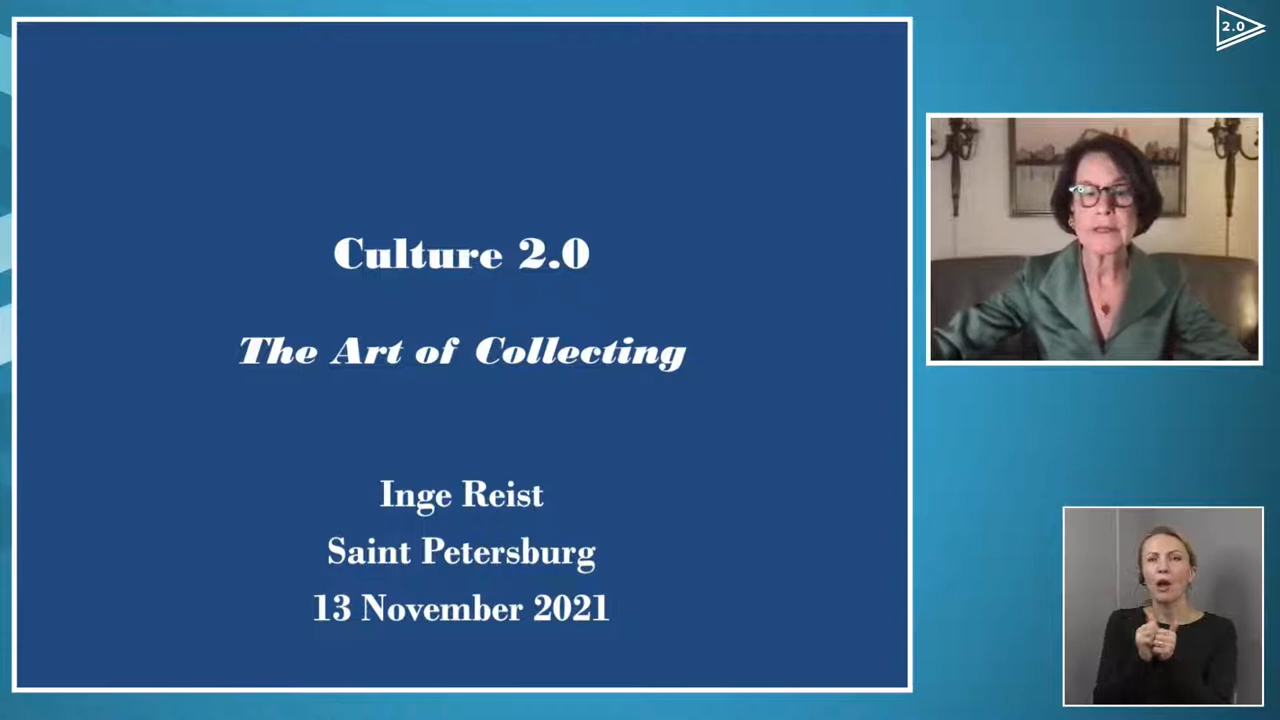 Culture 2.0
The Art of Collecting
Inge Reist
Saint Petersburg
13 November 2021
2.0